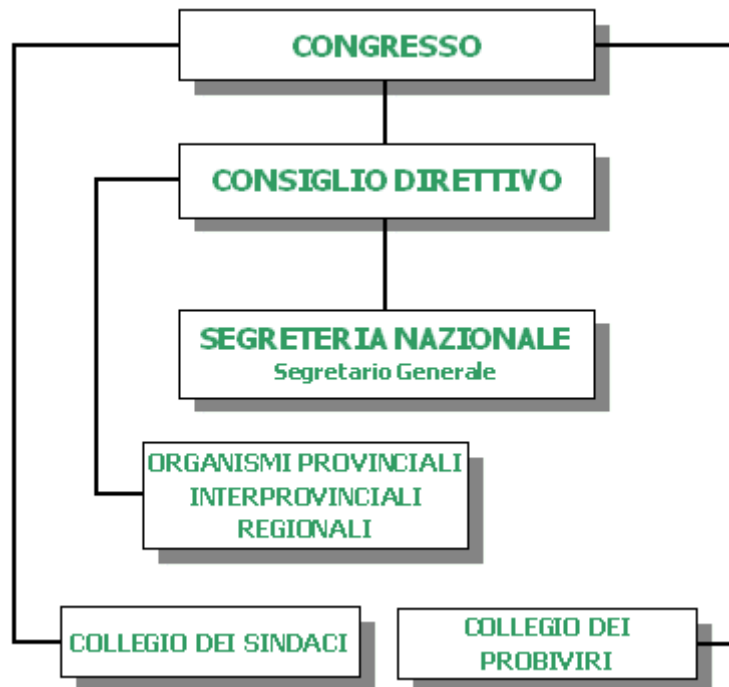 CONGRESSO
CONSIGLIO DIRETTIVO
SEGRETERIA NAZIONALE
Segretario Generale
ORGANISMI PROVINCIALI
INTERPROVINCIALI
REGIONALI
COLLEGIO DEI SINDACI
COLLEGIO DEI
PROBIVIRI